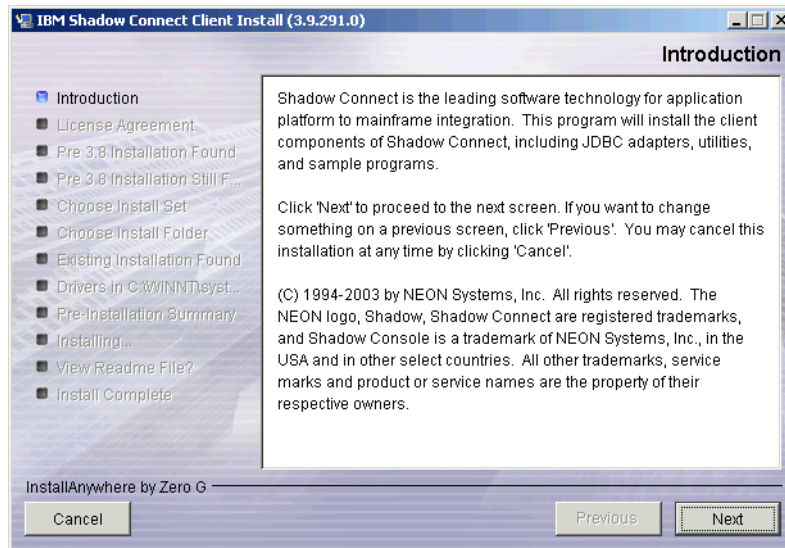 IBM Shadow Connect Client Install (3.9.291.0)
Introduction
Introduction
License Agreement
Pre 3.8 Installation Found
Pre 3.8 Installation Still F...
Choose Install Set
Choose Install Folder
Existing Installation Found
Drivers in C:\WINNT\syst...
Pre-Installation Summary
Installing...
View Readme File?
Install Complete
Shadow Connect is the leading software technology for application
platform to mainframe integration. This program will install the client
components of Shadow Connect, including JDBC adapters, utilities,
and sample programs.
Click 'Next' to proceed to the next screen. If you want to change
something on a previous screen, click 'Previous'. You may cancel this
installation at any time by clicking 'Cancel'.
(C) 1994-2003 by NEON Systems, Inc. All rights reserved. The
NEON logo, Shadow, Shadow Connect are registered trademarks,
and Shadow Console is a trademark of NEON Systems, Inc., in the
USA and in other select countries. All other trademarks, service
marks and product or service names are the property of their
respective owners.
InstallAnywhere by Zero G
Cancel
Previous
Next